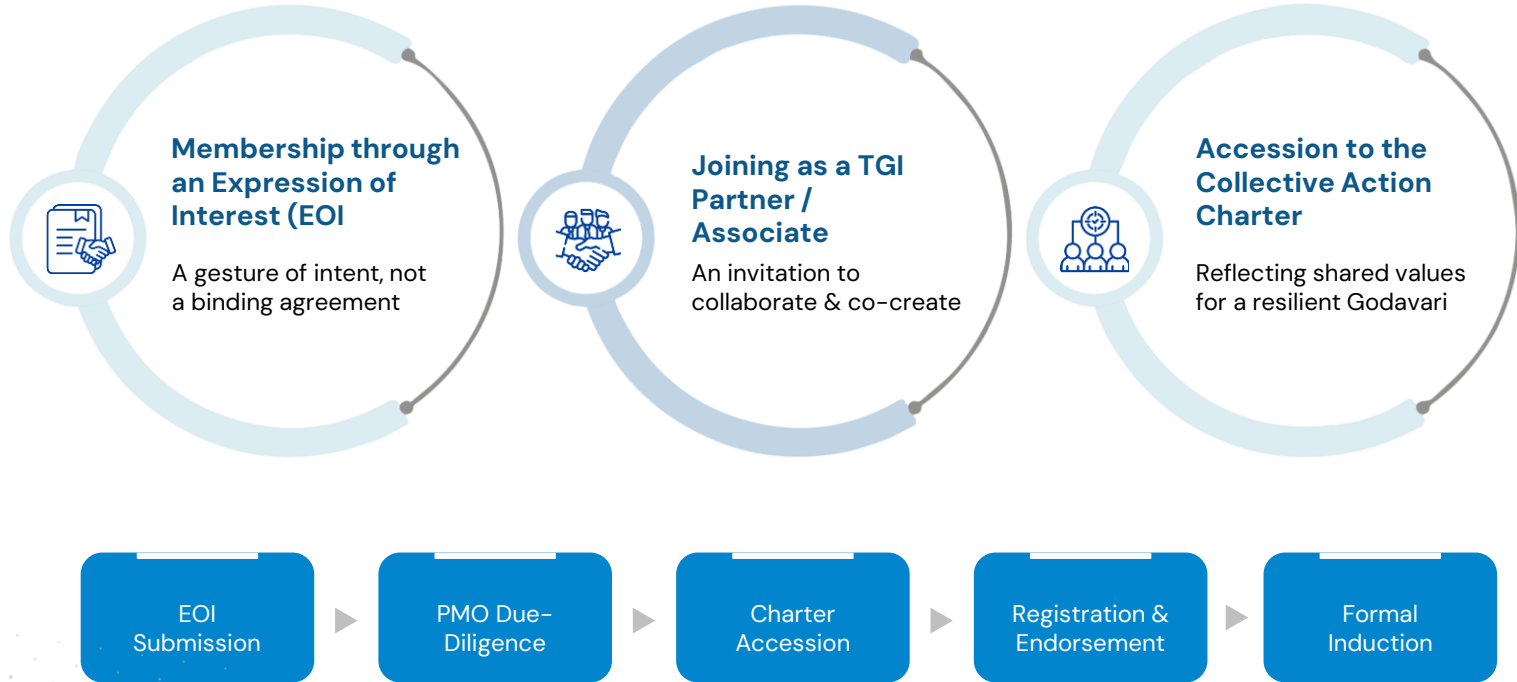 Membership through
an Expression of
Interest (EOI
A gesture of intent, not
a binding agreement
Joining as a TGI
Partner /
Associate
An invitation to
collaborate & co-create
Accession to the
Collective Action
Charter
Reflecting shared values
for a resilient Godavari
EOI
Submission
PMO Due-
Diligence
Charter
Accession
Registration &
Endorsement
Formal
Induction